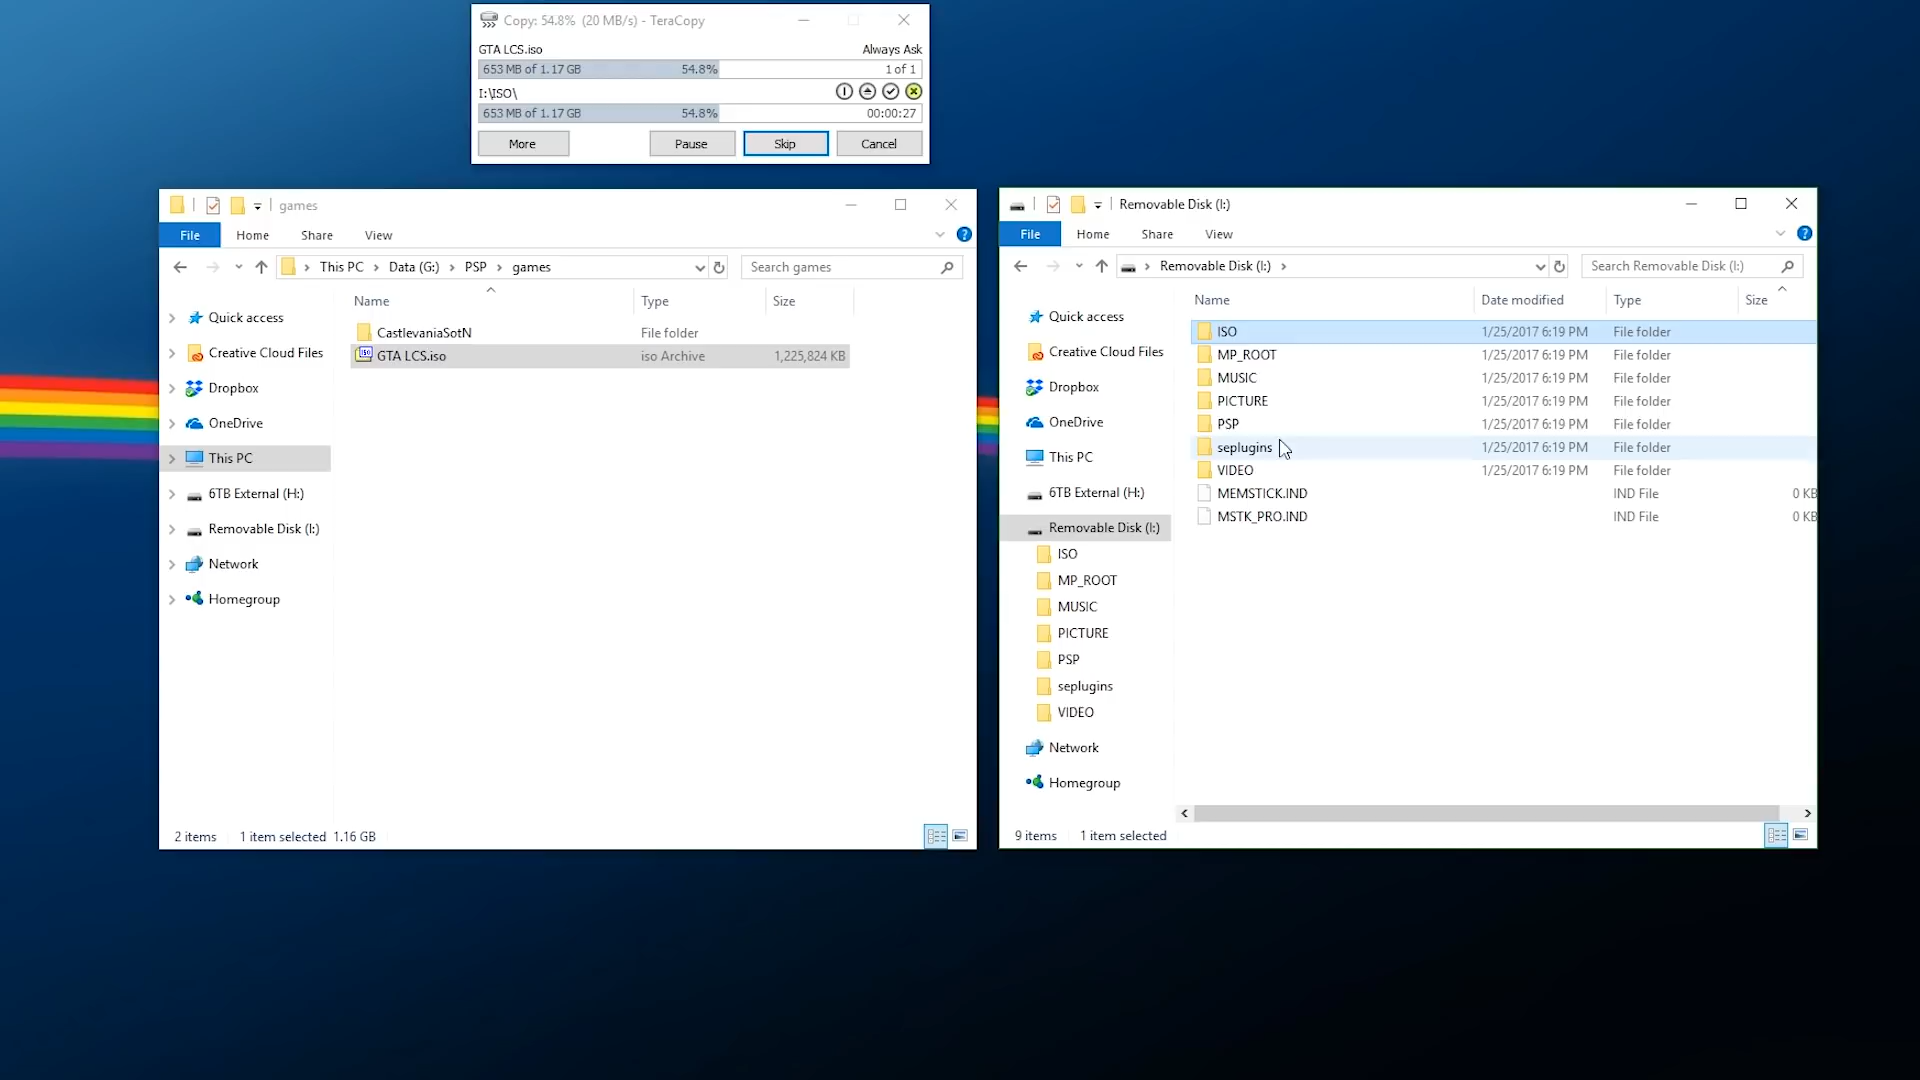 Copy: 54.8% (20 MB/s) - TeraCopy
GTA LCS.iso Always Ask
653 MB of 1.17 GB 54.8% 1 of 1
I:\ISO\
653 MB of 1.17 GB 54.8% 00:00:27
More Pause Skip Cancel
games
File Home Share View
This PC Data (G:) PSP games Search games
Name Type Size
CastlevaniaSotN File folder
GTA LCS.iso iso Archive 1,225,824 KB
Quick access
Creative Cloud Files
Dropbox
OneDrive
This PC
6TB External (H:)
Removable Disk (I:)
Network
Homegroup
2 items 1 item selected 1.16 GB
Removable Disk (I:)
File Home Share View
Removable Disk (I:) Search Removable Disk (I:)
Name Date modified Type Size
ISO 1/25/2017 6:19 PM File folder
MP_ROOT 1/25/2017 6:19 PM File folder
MUSIC 1/25/2017 6:19 PM File folder
PICTURE 1/25/2017 6:19 PM File folder
PSP 1/25/2017 6:19 PM File folder
seplugins 1/25/2017 6:19 PM File folder
VIDEO 1/25/2017 6:19 PM File folder
MEMSTICK.IND IND File 0 KB
MSTK_PRO.IND IND File 0 KB
Quick access
Creative Cloud Files
Dropbox
OneDrive
This PC
6TB External (H:)
Removable Disk (I:)
ISO
MP_ROOT
MUSIC
PICTURE
PSP
seplugins
VIDEO
Network
Homegroup
9 items 1 item selected